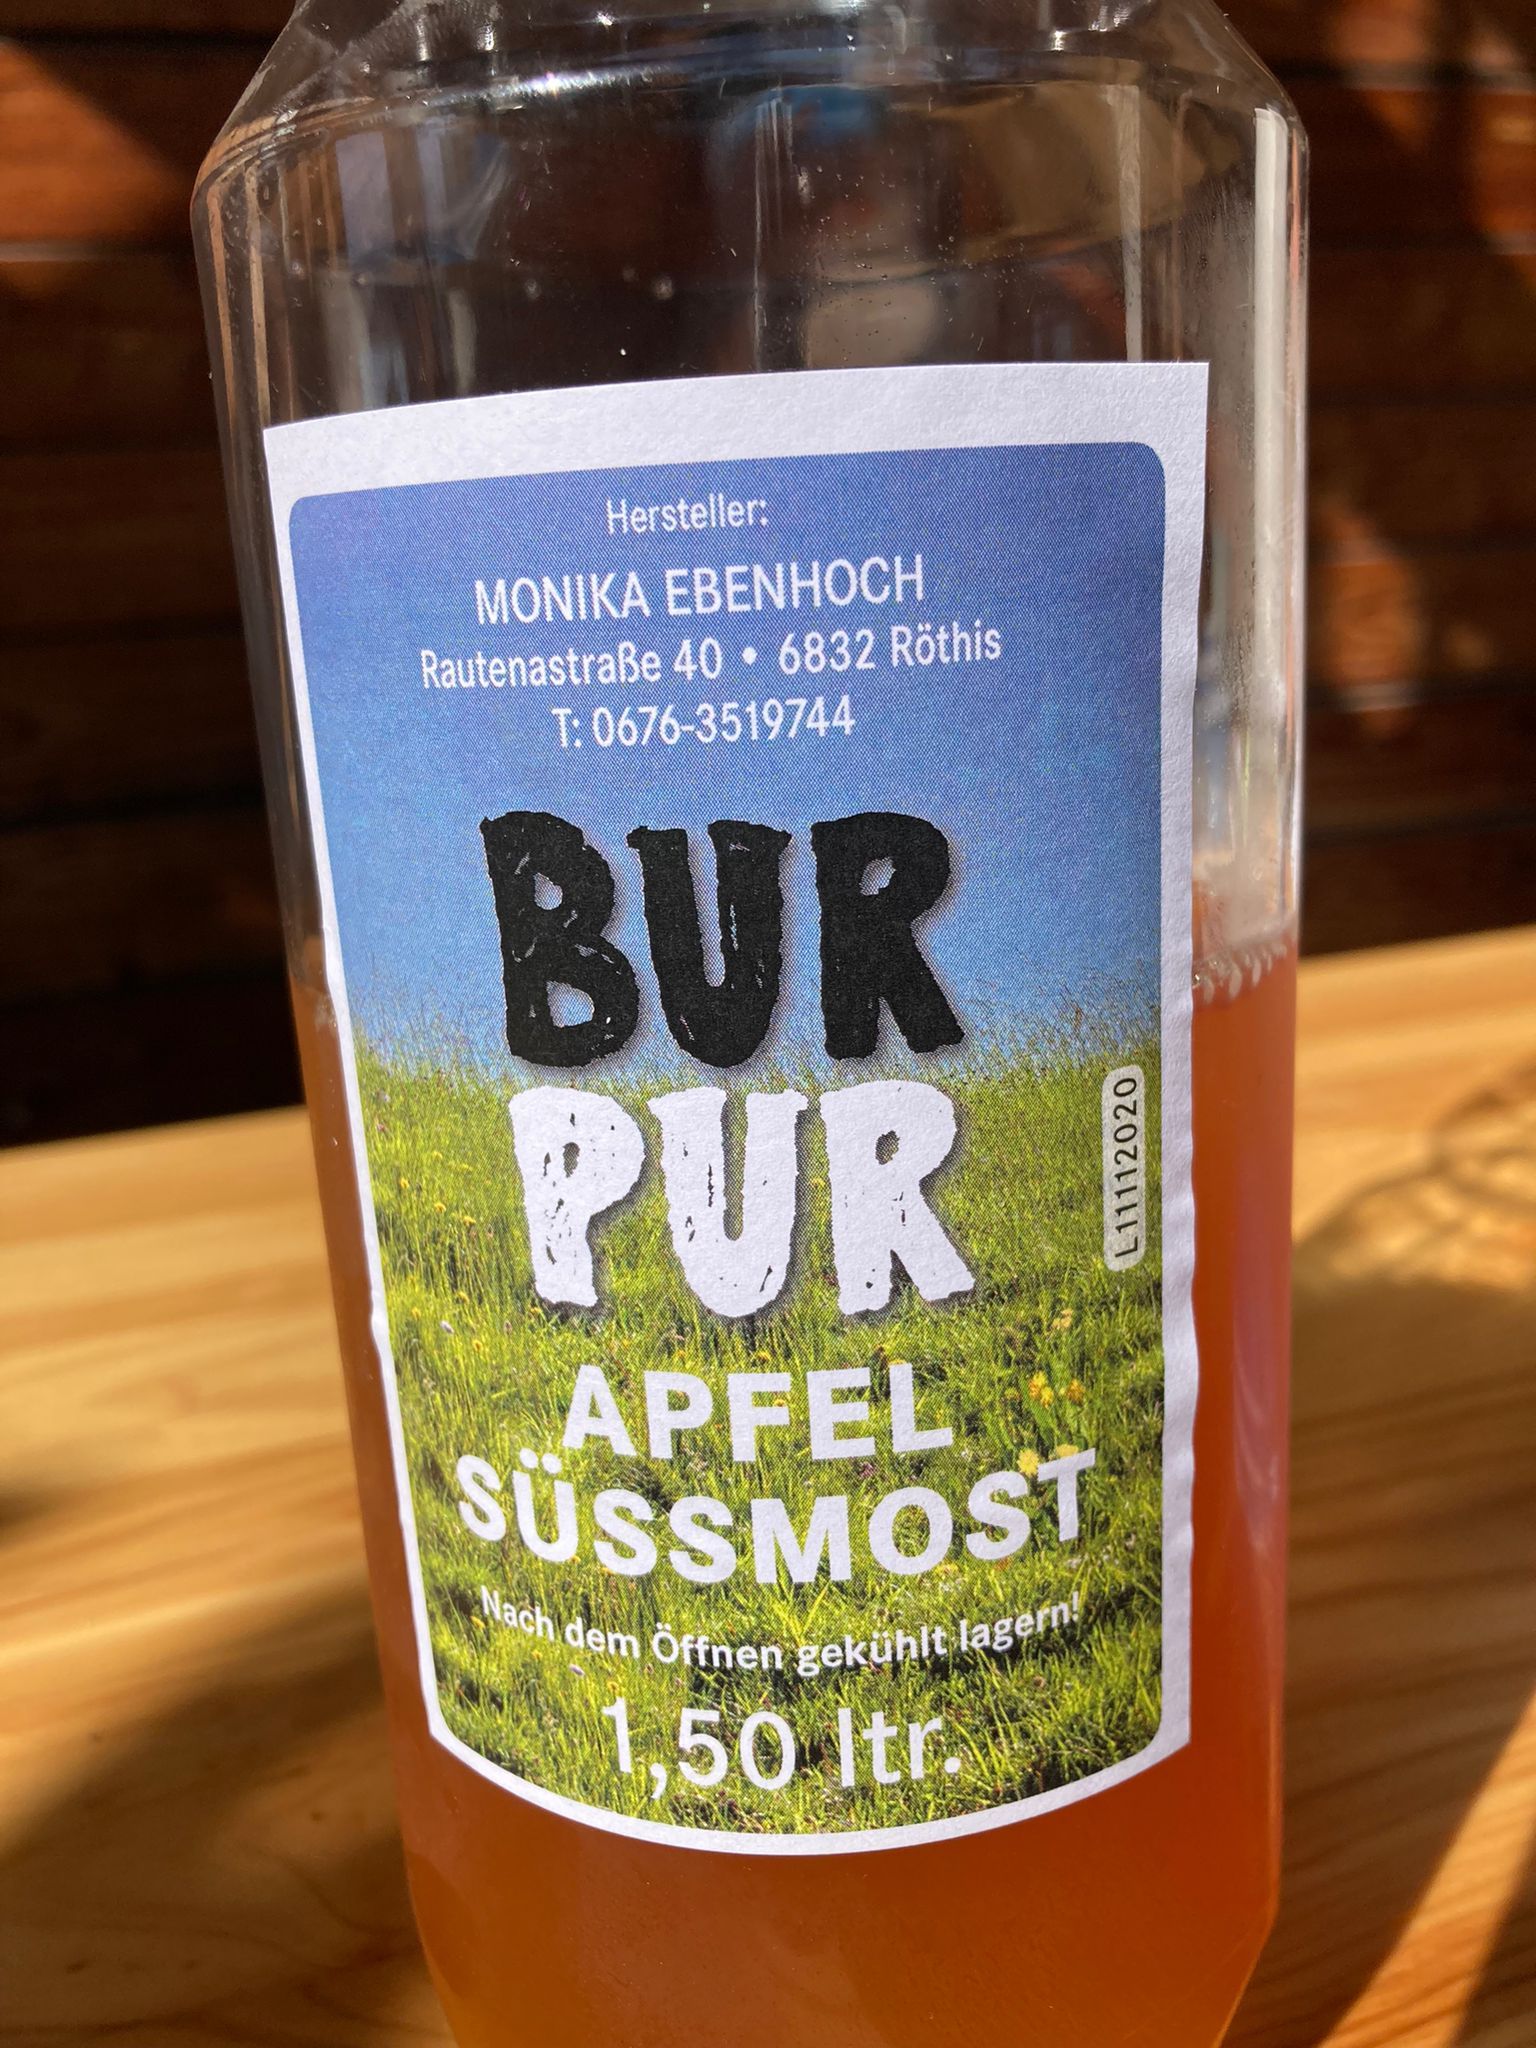 Hersteller:
MONIKA EBENHOCH
Rautenastraße 40 • 6832 Röthis
T: 0676-3519744
BUR
PUR
L11112020
APFEL
SÜSSMOST
Nach dem Öffnen gekühlt lagern!
1,50 ltr.